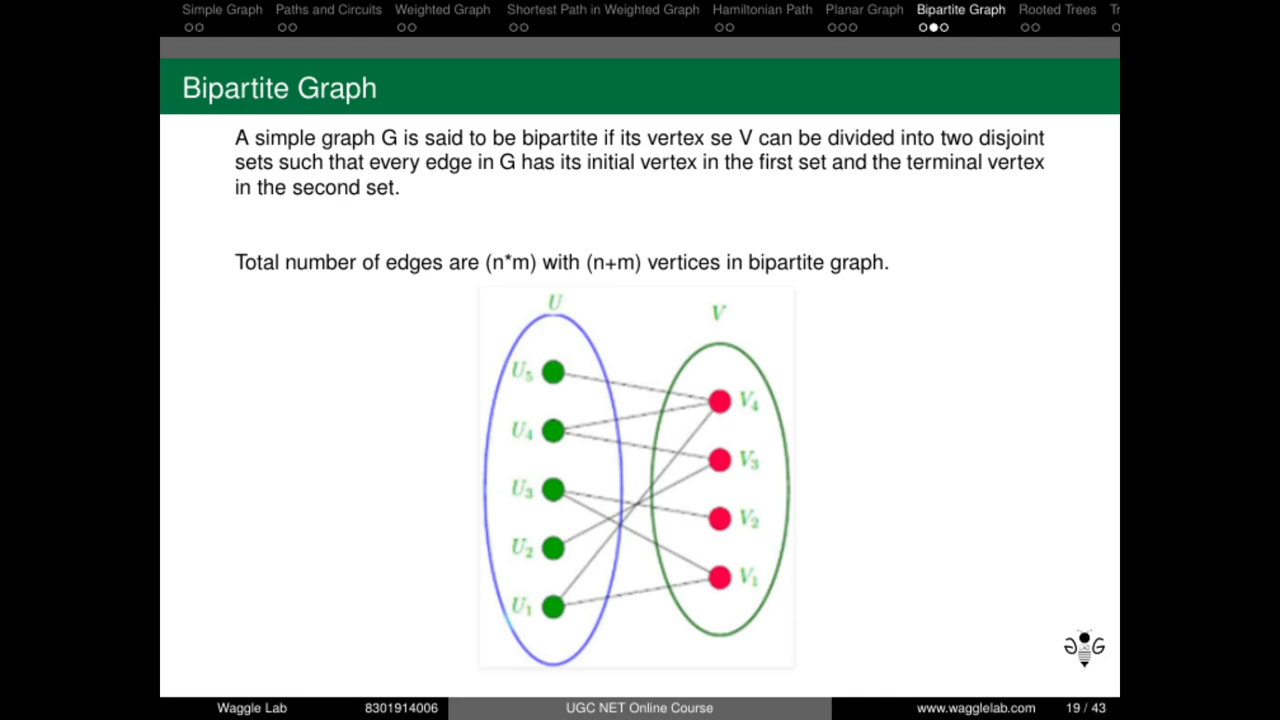 Simple Graph Paths and Circuits Weighted Graph Shortest Path in Weighted Graph Hamiltonian Path Planar Graph Bipartite Graph Rooted Trees Tr
Bipartite Graph
A simple graph G is said to be bipartite if its vertex se V can be divided into two disjoint
sets such that every edge in G has its initial vertex in the first set and the terminal vertex
in the second set.
Total number of edges are (n*m) with (n+m) vertices in bipartite graph.
U
V
U5
V4
U4
V3
U3
V2
U2
V1
U1
Waggle Lab 8301914006 UGC NET Online Course www.wagglelab.com 19 / 43